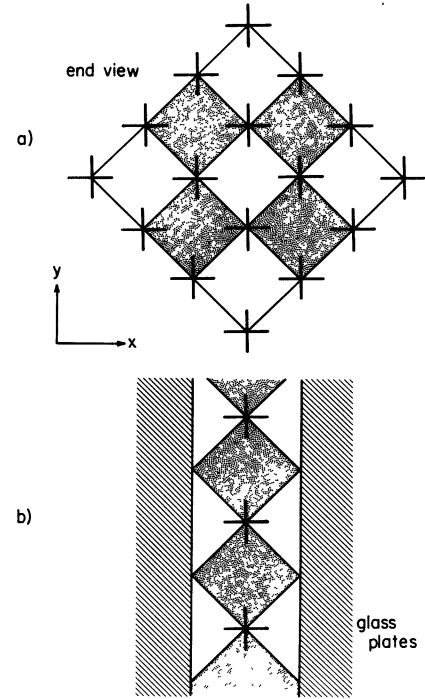 end view
a)
y
x
b)
glass
plates